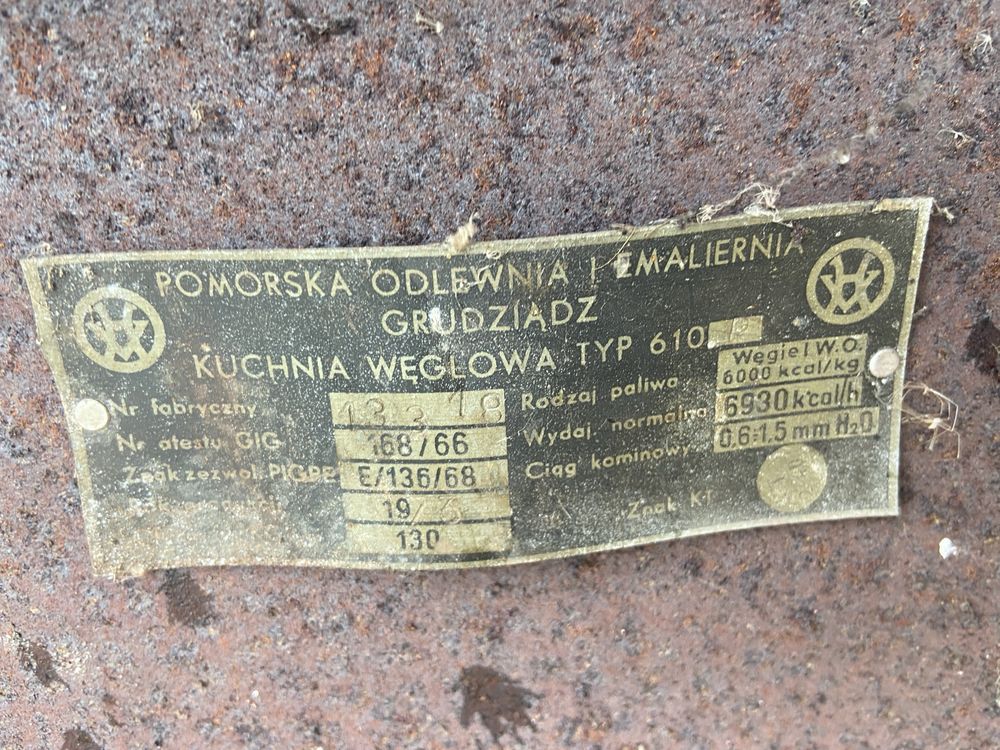 POMORSKA ODLEWNIA I EMALIERNIA
GRUDZIĄDZ
KUCHNIA WĘGLOWA TYP 610
Nr fabryczny 13318
Nr atestu GIG 168/66
Znak zezwol. E/136/68
19
130
Rodzaj paliwa Węgiel W.O. 6000 kcal/kg
Wydaj normalna 6930 kcal/h
Ciąg kominowy 0,6÷1,5 mm H₂O
Znak KT